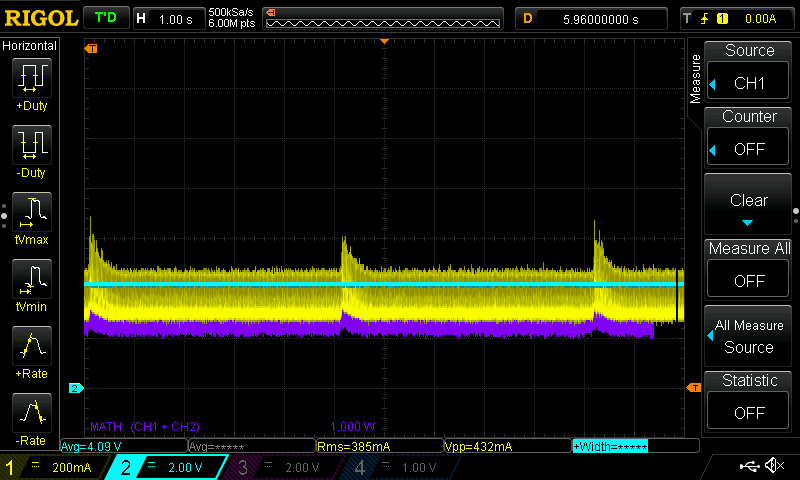 RIGOL T'D H 1.00 s 500kSa/s 6.00M pts D 5.96000000 s T 1 0.00A
Horizontal
+Duty
-Duty
tVmax
tVmin
+Rate
-Rate
T
T
2
MATH: (CH1 * CH2) 1.000 W
Measure
Source
CH1
Counter
OFF
Clear
Measure All
OFF
All Measure
Source
Statistic
OFF
Avg=4.09 V Avg=***** Rms=385mA Vpp=432mA +Width=*****
1 200mA 2 2.00 V 3 2.00 V 4 1.00 V